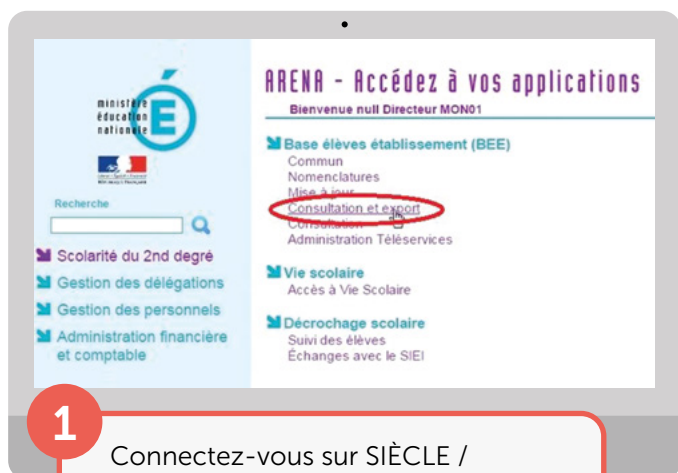 ARENA - Accédez à vos applications
Bienvenue null Directeur MON01
ministère
éducation
nationale
É
Recherche
Scolarité du 2nd degré
Gestion des délégations
Gestion des personnels
Administration financière
et comptable
Base élèves établissement (BEE)
Commun
Nomenclatures
Mise à jour
Consultation et export
Consultation
Administration Téléservices
Vie scolaire
Accès à Vie Scolaire
Décrochage scolaire
Suivi des élèves
Échanges avec le SIEI
1
Connectez-vous sur SIÈCLE /